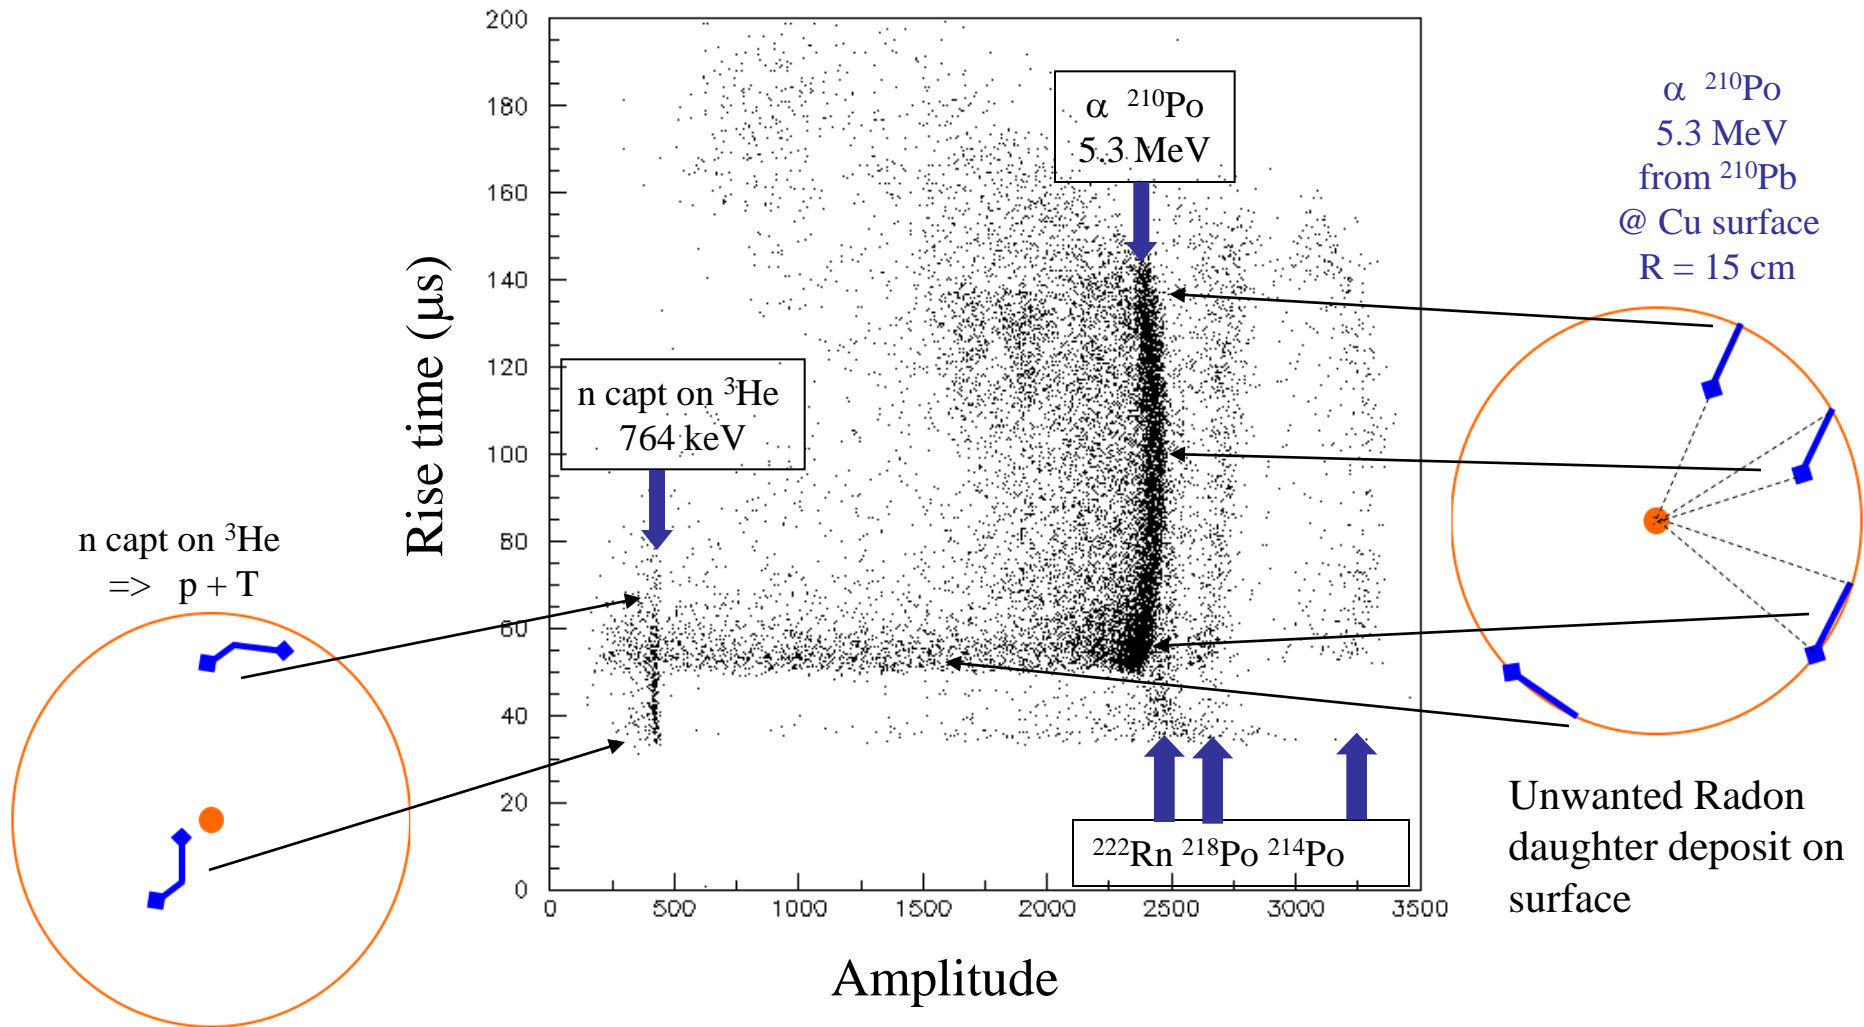 200
180
160
140
120
100
80
60
40
20
0
0 500 1000 1500 2000 2500 3000 3500
Rise time (μs)
Amplitude
α ²¹⁰Po
5.3 MeV
n capt on ³He
764 keV
²²²Rn ²¹⁸Po ²¹⁴Po
n capt on ³He
=> p + T
α ²¹⁰Po
5.3 MeV
from ²¹⁰Pb
@ Cu surface
R = 15 cm
Unwanted Radon
daughter deposit on
surface